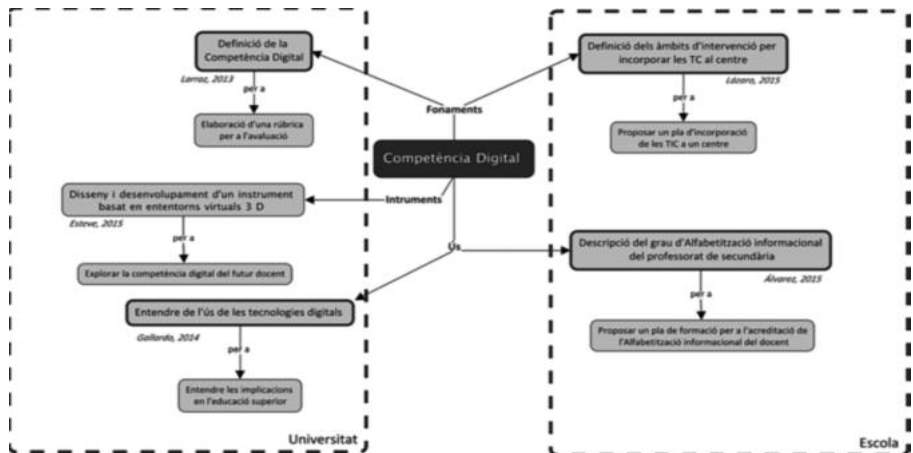 Definició de la
Competència Digital
Larraz, 2013
per a
Elaboració d'una rúbrica
per a l'avaluació
Fonaments
Competència Digital
Definició dels àmbits d'intervenció per
incorporar les TC al centre
Lázaro, 2015
per a
Proposar un pla d'incorporació
de les TIC a un centre
Disseny i desenvolupament d'un instrument
basat en ententorns virtuals 3 D
Esteve, 2015
per a
Explorar la competència digital del futur docent
Intruments
Ús
Entendre de l'ús de les tecnologies digitals
Gallardo, 2014
per a
Entendre les implicacions
en l'educació superior
Descripció del grau d'Alfabetització informacional
del professorat de secundària
Álvarez, 2015
per a
Proposar un pla de formació per a l'acreditació de
l'Alfabetització informacional del docent
Universitat
Escola